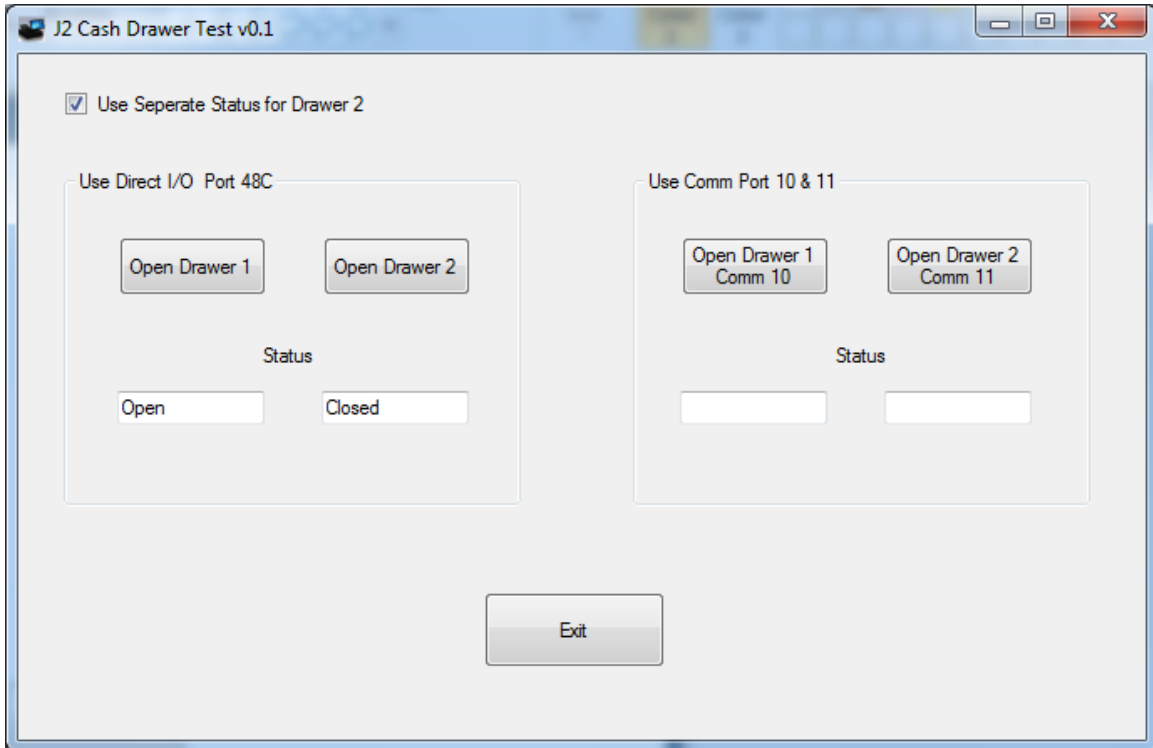 J2 Cash Drawer Test v0.1
Use Seperate Status for Drawer 2
Use Direct I/O Port 48C
Open Drawer 1
Open Drawer 2
Status
Open
Closed
Use Comm Port 10 & 11
Open Drawer 1
Comm 10
Open Drawer 2
Comm 11
Status
Exit